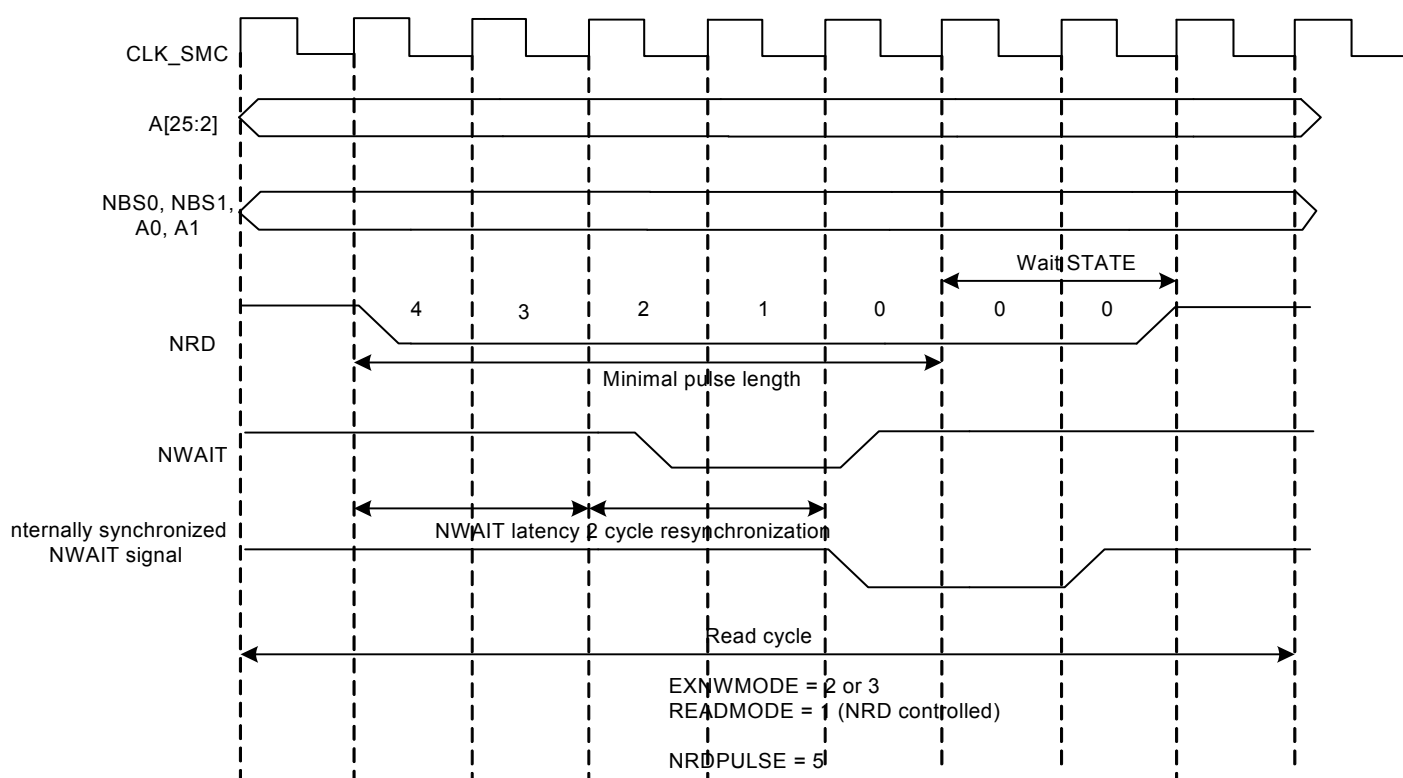 CLK_SMC
A[25:2]
NBS0, NBS1,
A0, A1
Wait STATE
4 3 2 1 0 0 0
NRD
Minimal pulse length
NWAIT
NWAIT latency 2 cycle resynchronization
nternally synchronized
NWAIT signal
Read cycle
EXNWMODE = 2 or 3
READMODE = 1 (NRD controlled)
NRDPULSE = 5